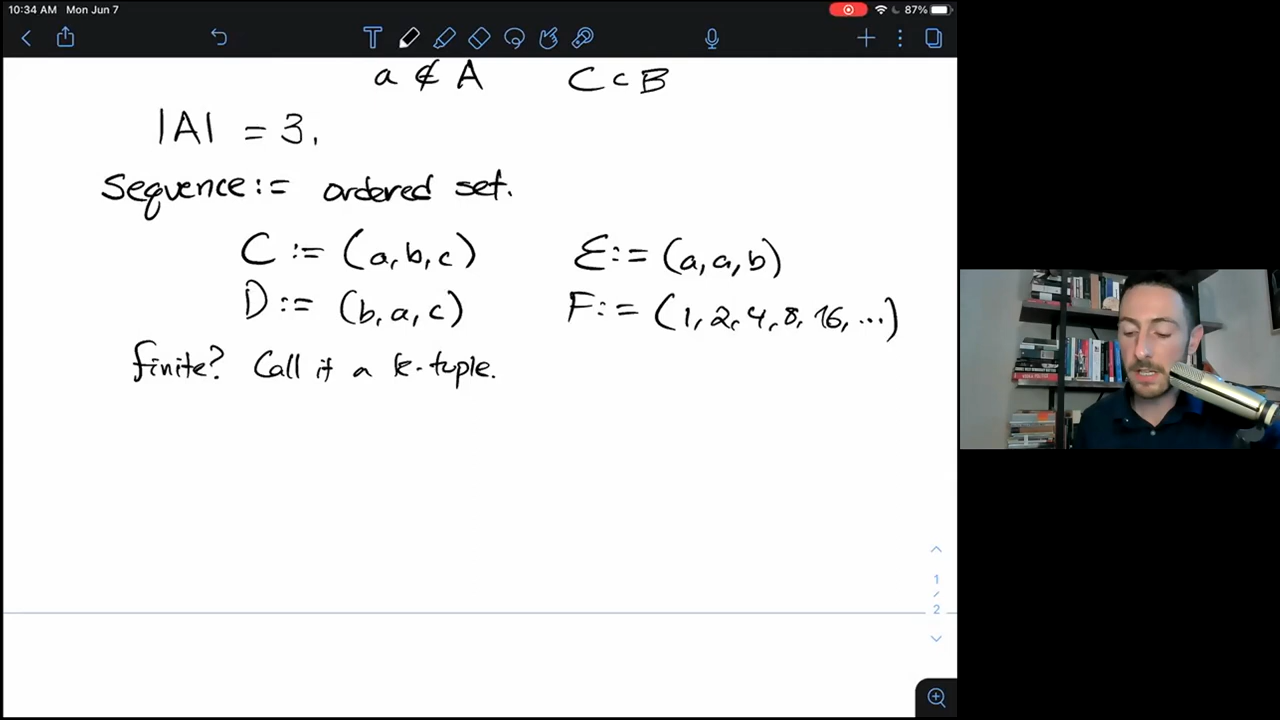 10:34 AM Mon Jun 7
87%
a ∉ A C ⊂ B
|A| = 3.
Sequence := ordered set.
C := (a, b, c) E := (a, a, b)
D := (b, a, c) F := (1, 2, 4, 8, 16, ...)
finite? Call it a k-tuple.
1
/
2